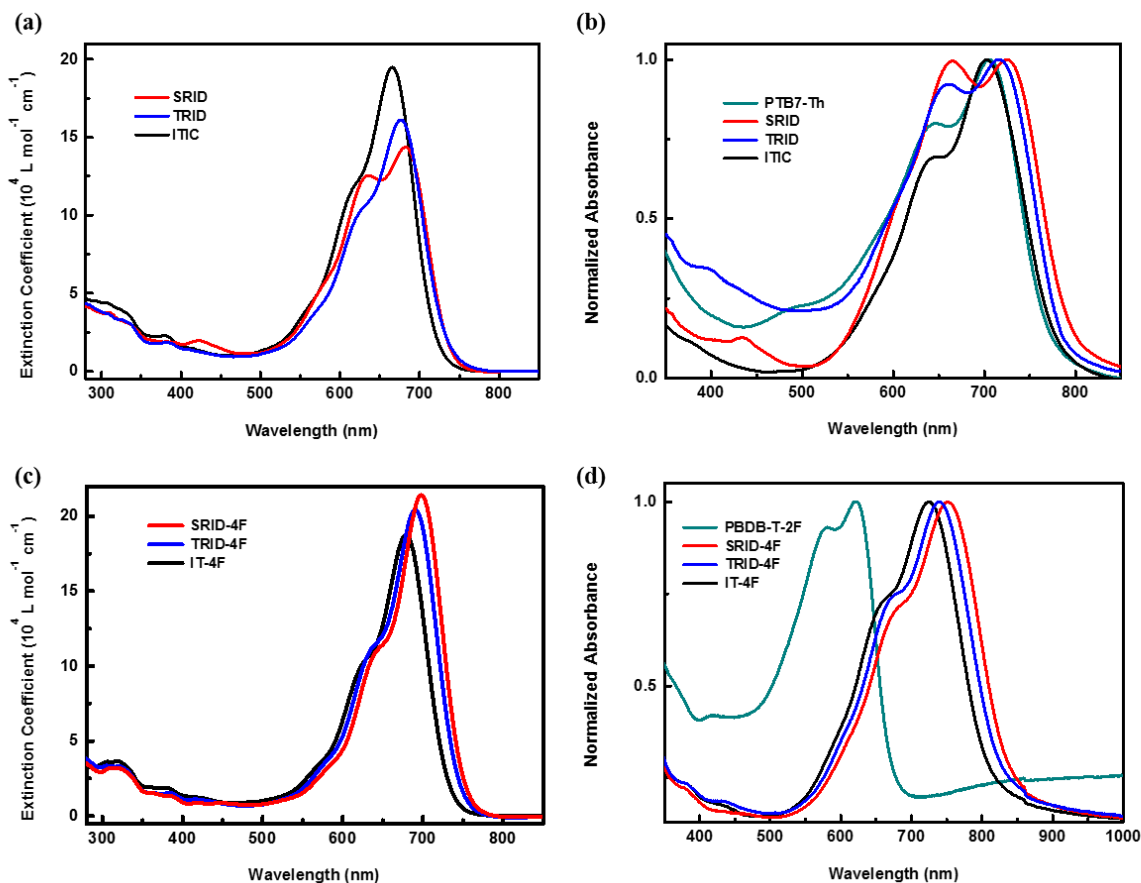 (a)
Extinction Coefficient (10⁴ L mol⁻¹ cm⁻¹)
20
15
10
5
0
SRID
TRID
ITIC
300 400 500 600 700 800
Wavelength (nm)
(b)
Normalized Absorbance
1.0
0.5
0.0
PTB7-Th
SRID
TRID
ITIC
400 500 600 700 800
Wavelength (nm)
(c)
Extinction Coefficient (10⁴ L mol⁻¹ cm⁻¹)
20
15
10
5
0
SRID-4F
TRID-4F
IT-4F
300 400 500 600 700 800
Wavelength (nm)
(d)
Normalized Absorbance
1.0
0.5
PBDB-T-2F
SRID-4F
TRID-4F
IT-4F
400 500 600 700 800 900 1000
Wavelength (nm)